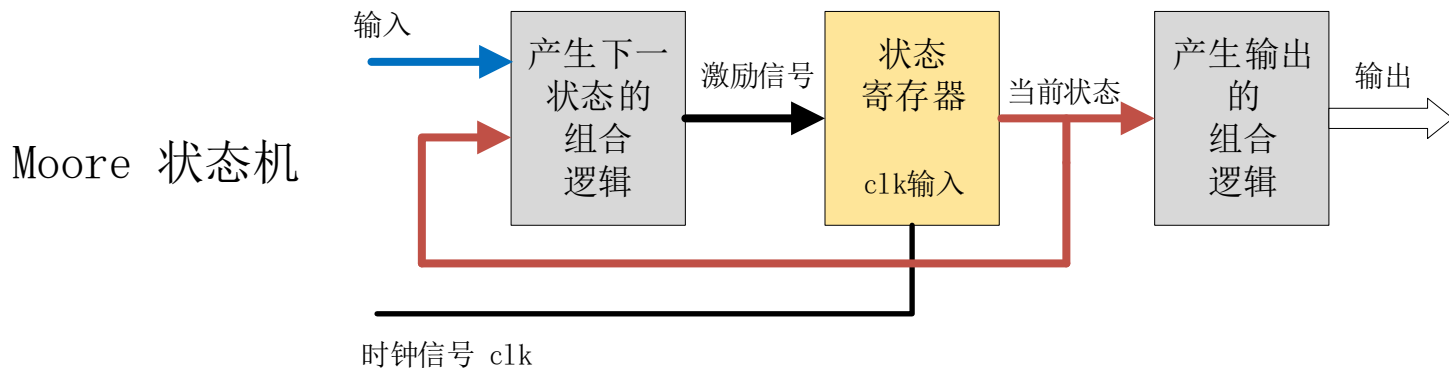 Moore 状态机
输入
产生下一
状态的
组合
逻辑
激励信号
状态
寄存器
clk输入
当前状态
产生输出
的
组合
逻辑
输出
时钟信号 clk